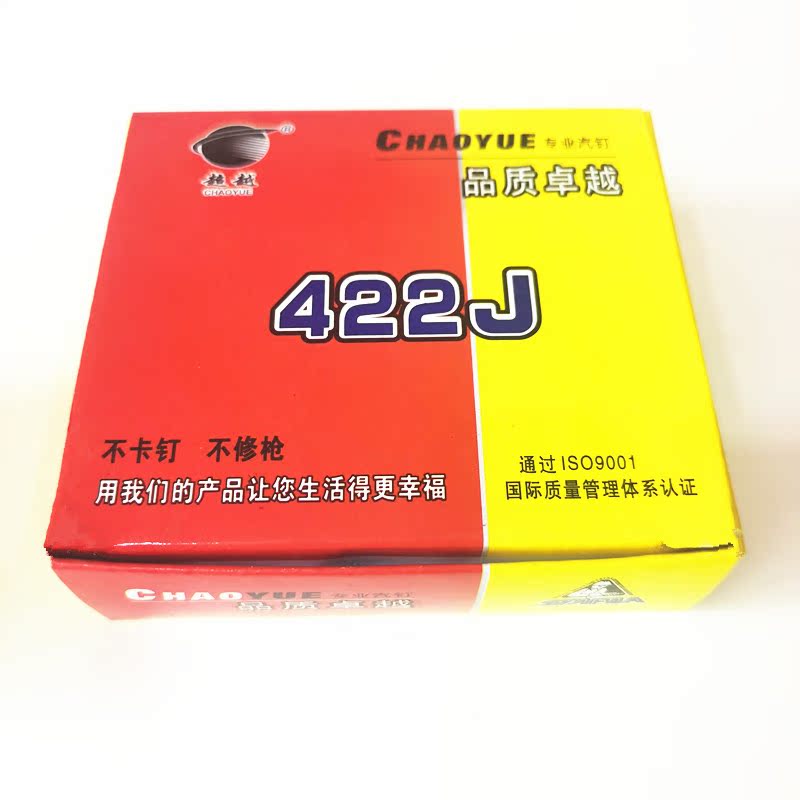 ®
超越
CHAOYUE
CHAOYUE 专业汽钉
品质卓越
422J
不卡钉 不修枪
用我们的产品让您生活得更幸福
通过ISO9001
国际质量管理体系认证
CHAOYUE 专业汽钉
品质卓越